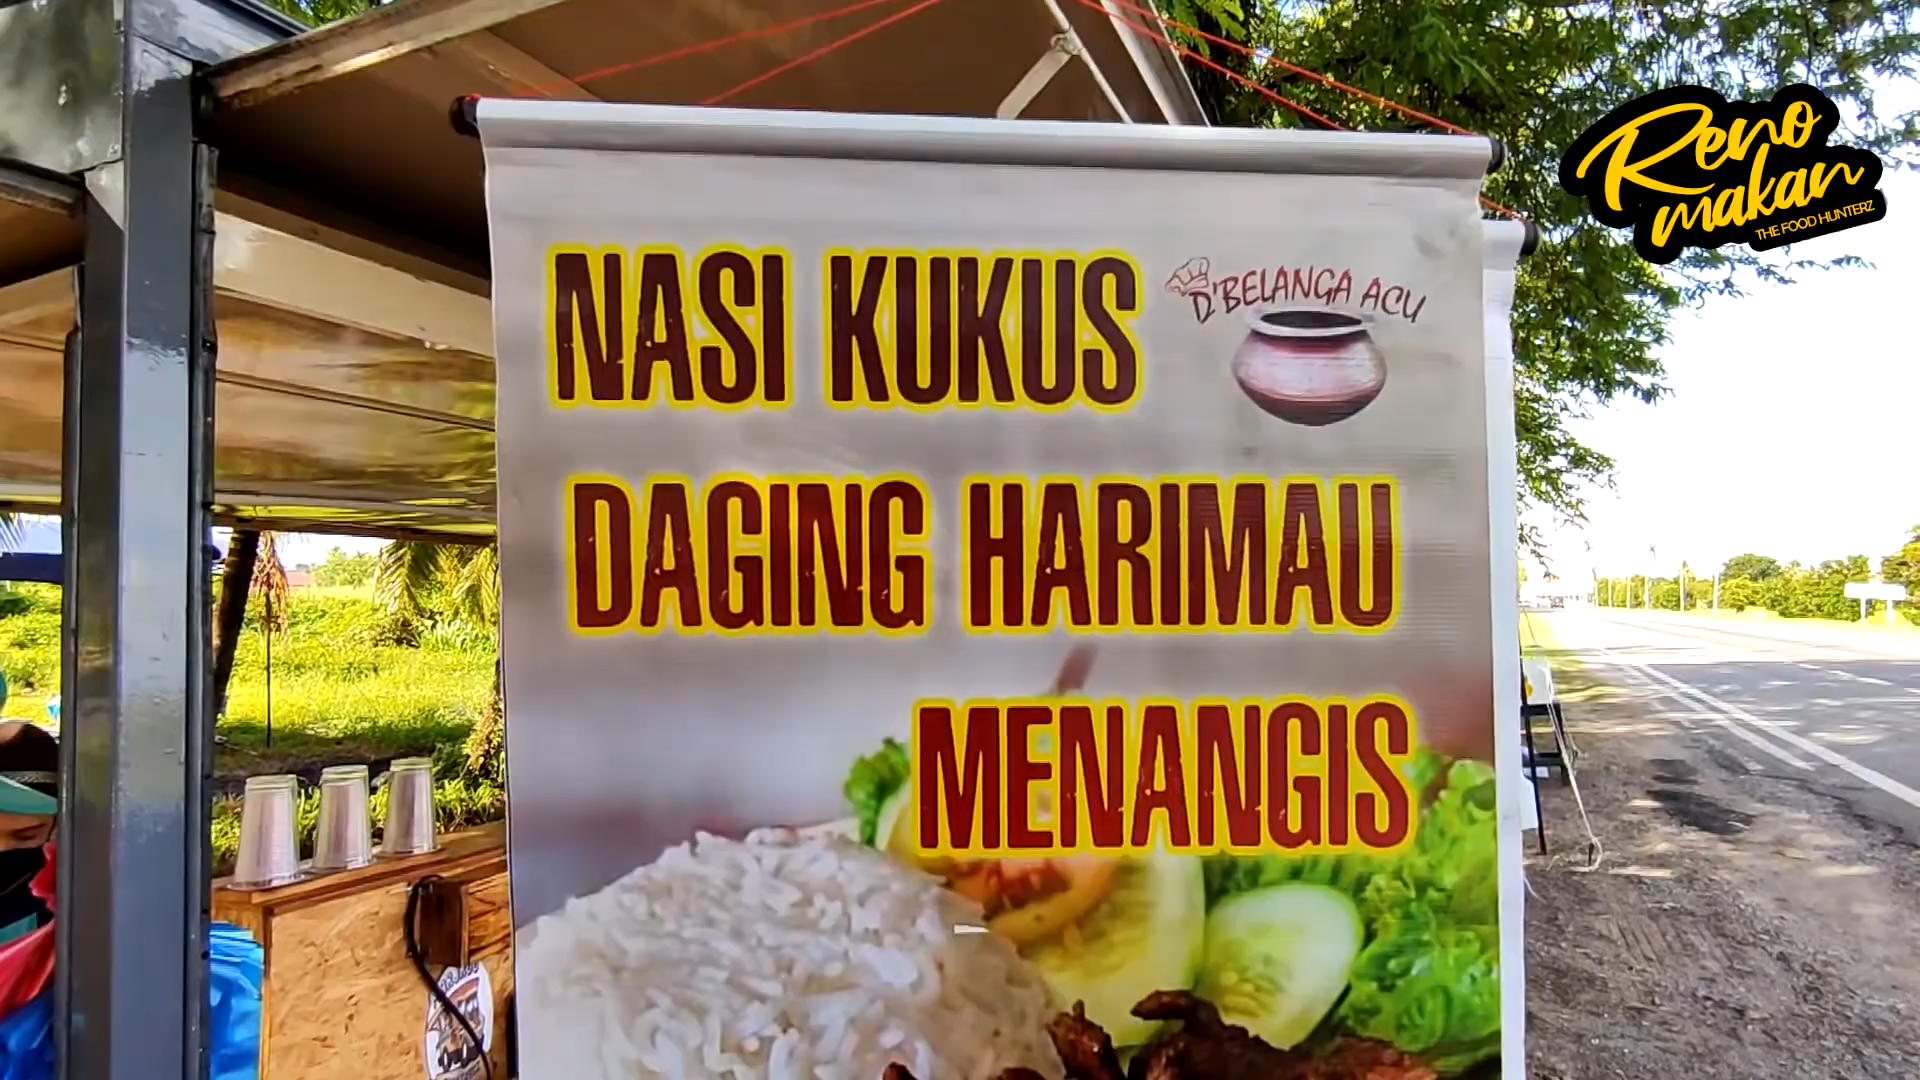 Reno
makan
THE FOOD HUNTERZ
NASI KUKUS
D'BELANGA ACU
DAGING HARIMAU
MENANGIS